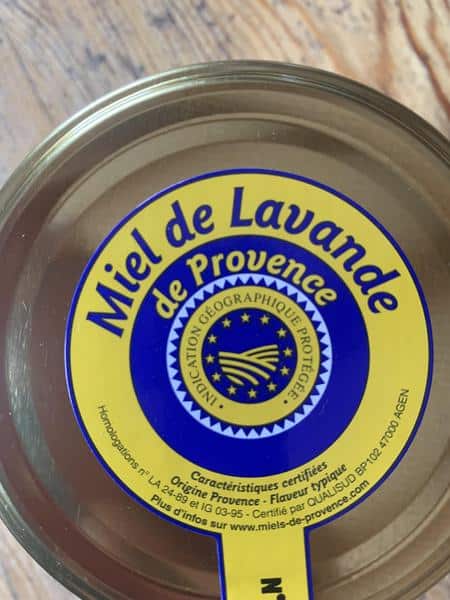 Miel de Lavande
de Provence
INDICATION GÉOGRAPHIQUE PROTÉGÉE
Caractéristiques certifiées
Origine Provence - Flaveur typique
Homologations n° LA 24-89 et IG 03-95 - Certifié par QUALISUD BP102 47000 AGEN
Plus d'infos sur www.miels-de-provence.com
N°